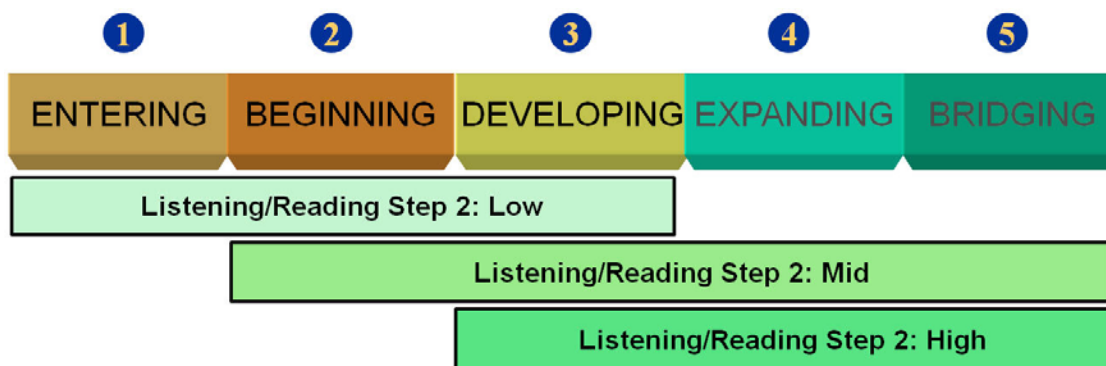 1 2 3 4 5
ENTERING BEGINNING DEVELOPING EXPANDING BRIDGING
Listening/Reading Step 2: Low
Listening/Reading Step 2: Mid
Listening/Reading Step 2: High